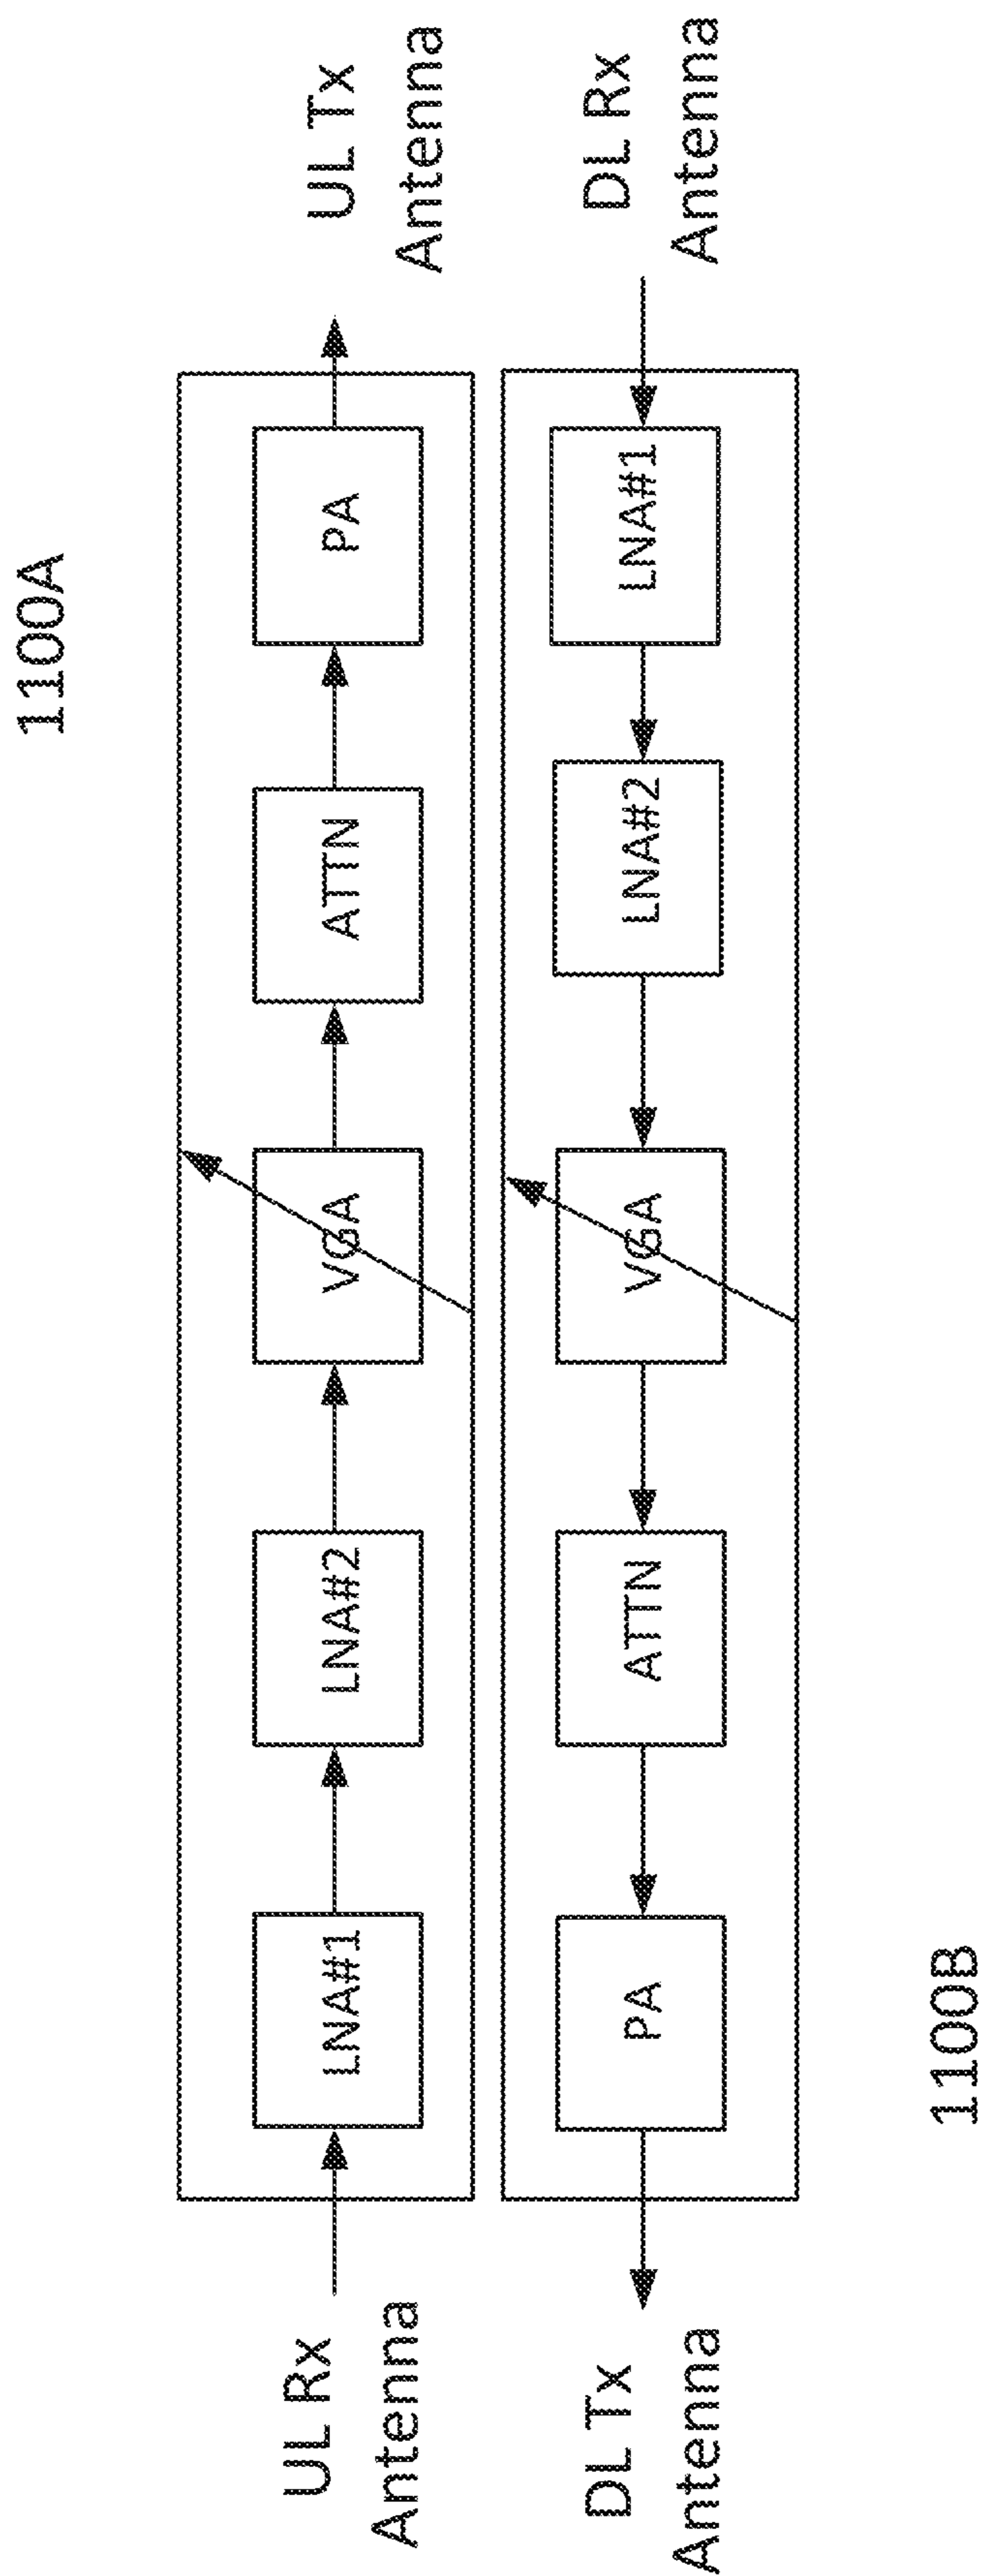 1100A
UL Rx
Antenna
LNA#1
LNA#2
VGA
ATTN
PA
UL Tx
Antenna
DL Tx
Antenna
PA
ATTN
VGA
LNA#2
LNA#1
DL Rx
Antenna
1100B